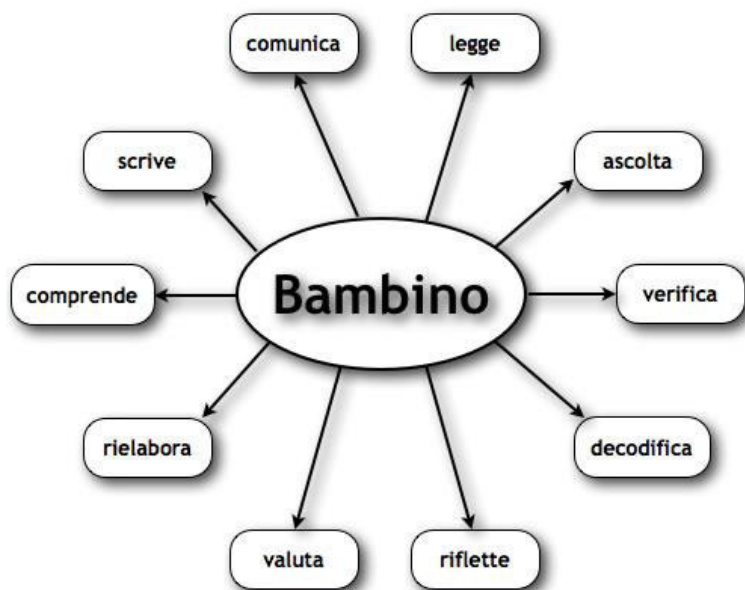 comunica
legge
scrive
ascolta
Bambino
comprende
verifica
rielabora
decodifica
valuta
riflette